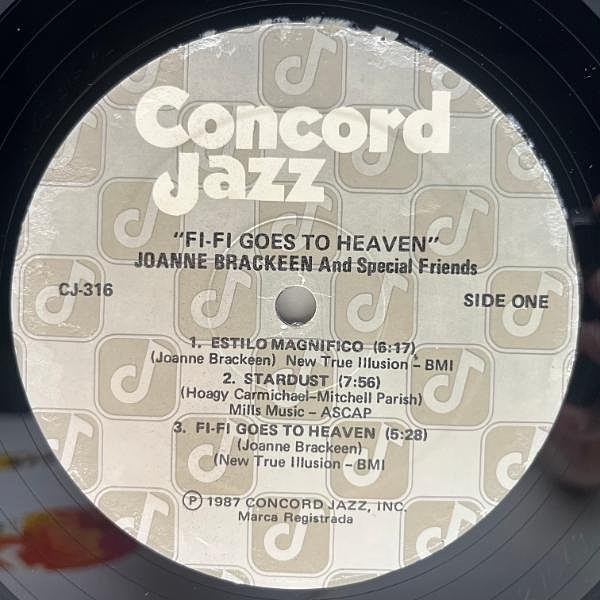 Concord
Jazz
"FI-FI GOES TO HEAVEN"
JOANNE BRACKEEN And Special Friends
CJ-316
SIDE ONE
1. ESTILO MAGNIFICO (6:17)
(Joanne Brackeen) New True Illusion – BMI
2. STARDUST (7:56)
(Hoagy Carmichael–Mitchell Parish)
Mills Music – ASCAP
3. FI-FI GOES TO HEAVEN (5:28)
(Joanne Brackeen)
(New True Illusion – BMI
℗ 1987 CONCORD JAZZ, INC.
Marca Registrada